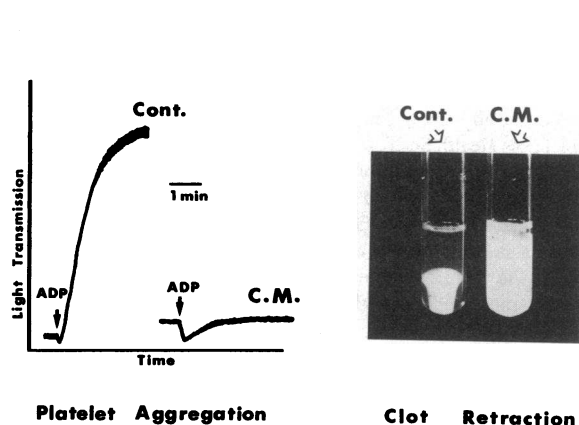 Cont.
1 min
Light Transmission
ADP
ADP
C.M.
Time
Platelet Aggregation
Cont.
C.M.
Clot Retraction